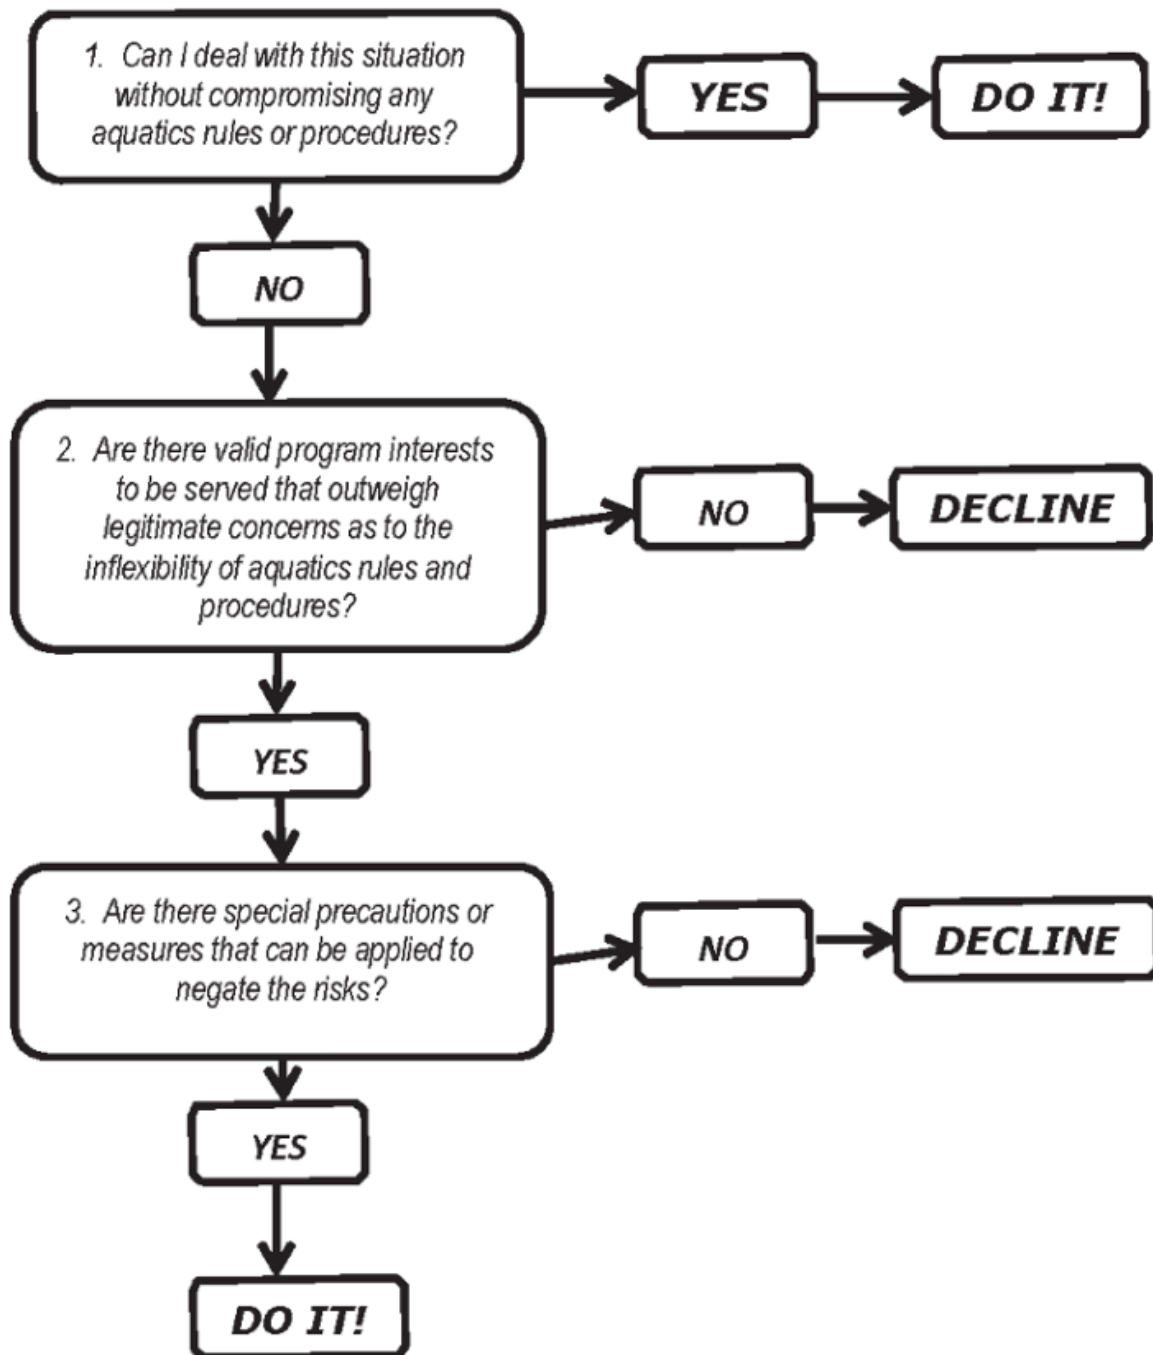 1. Can I deal with this situation
without compromising any
aquatics rules or procedures?
YES
DO IT!
NO
2. Are there valid program interests
to be served that outweigh
legitimate concerns as to the
inflexibility of aquatics rules and
procedures?
NO
DECLINE
YES
3. Are there special precautions or
measures that can be applied to
negate the risks?
NO
DECLINE
YES
DO IT!